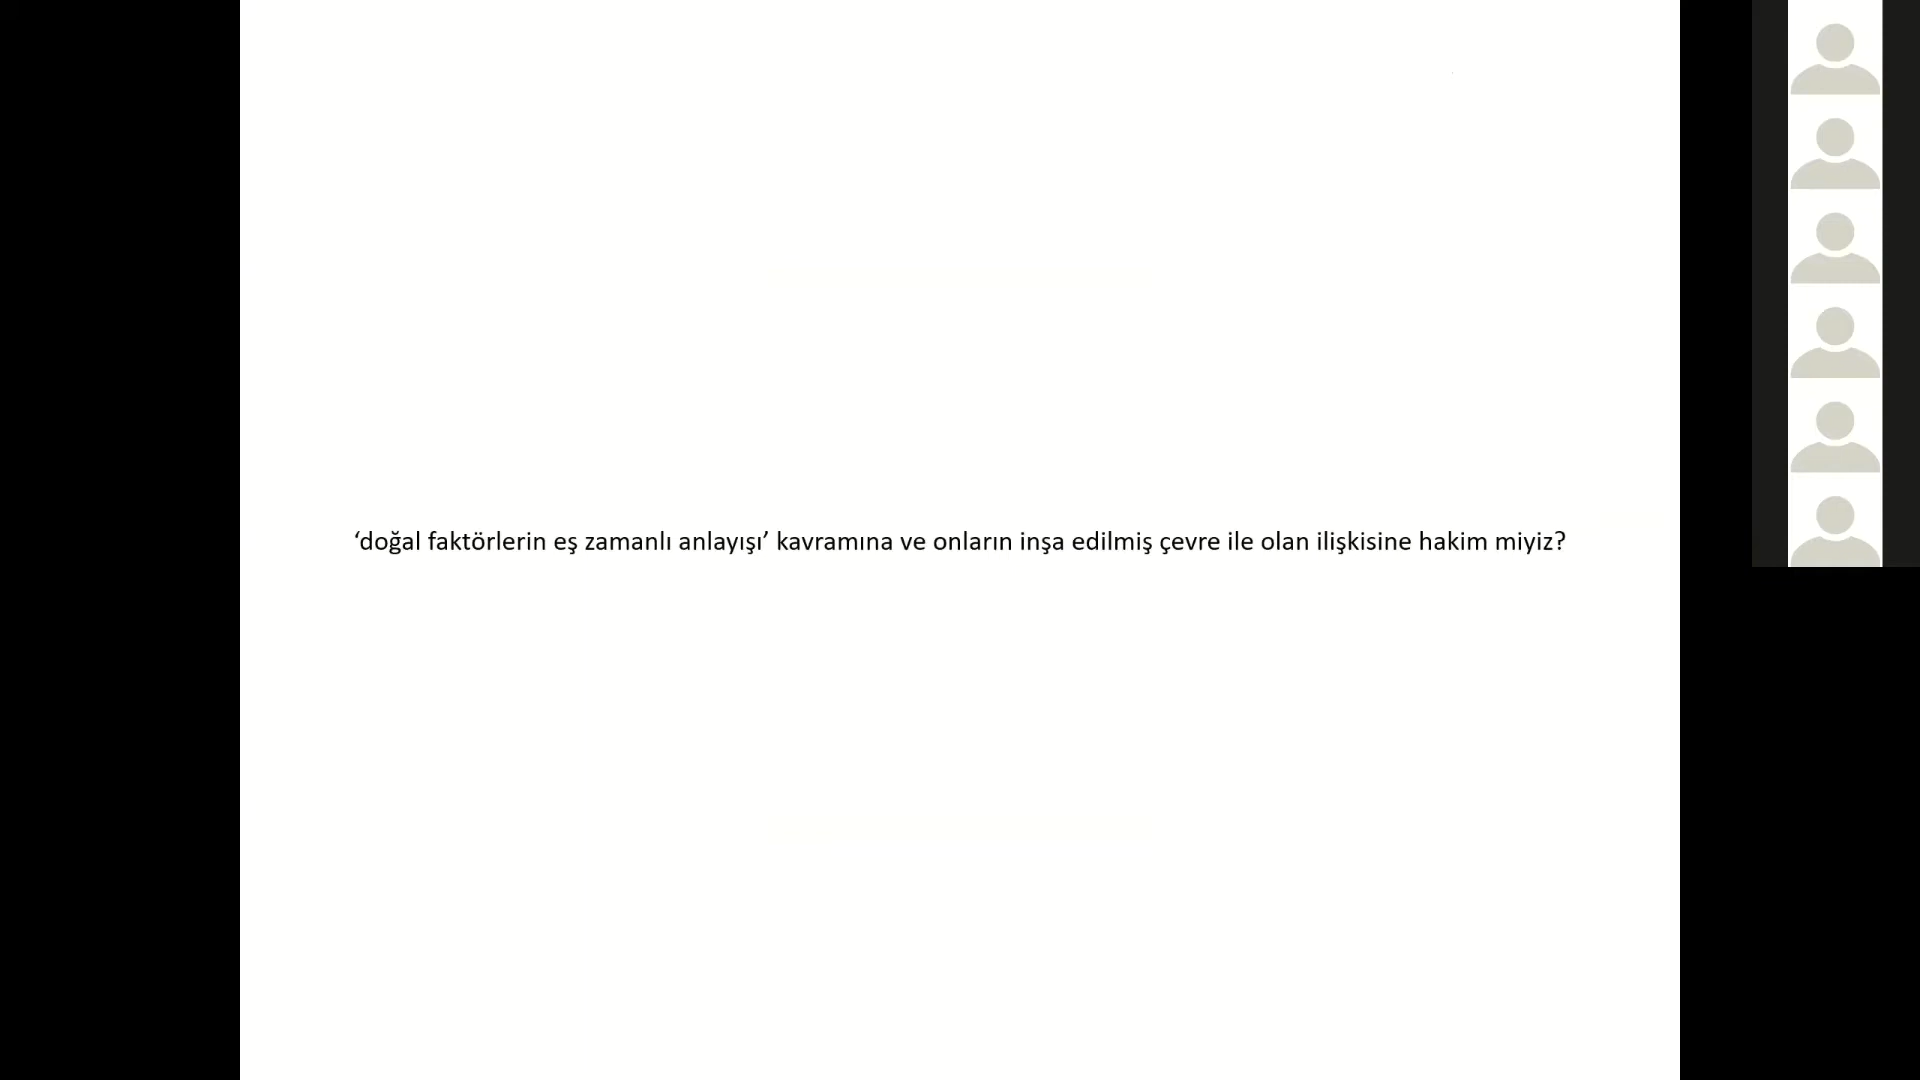 ‘doğal faktörlerin eş zamanlı anlayışı’ kavramına ve onların inşa edilmiş çevre ile olan ilişkisine hakim miyiz?